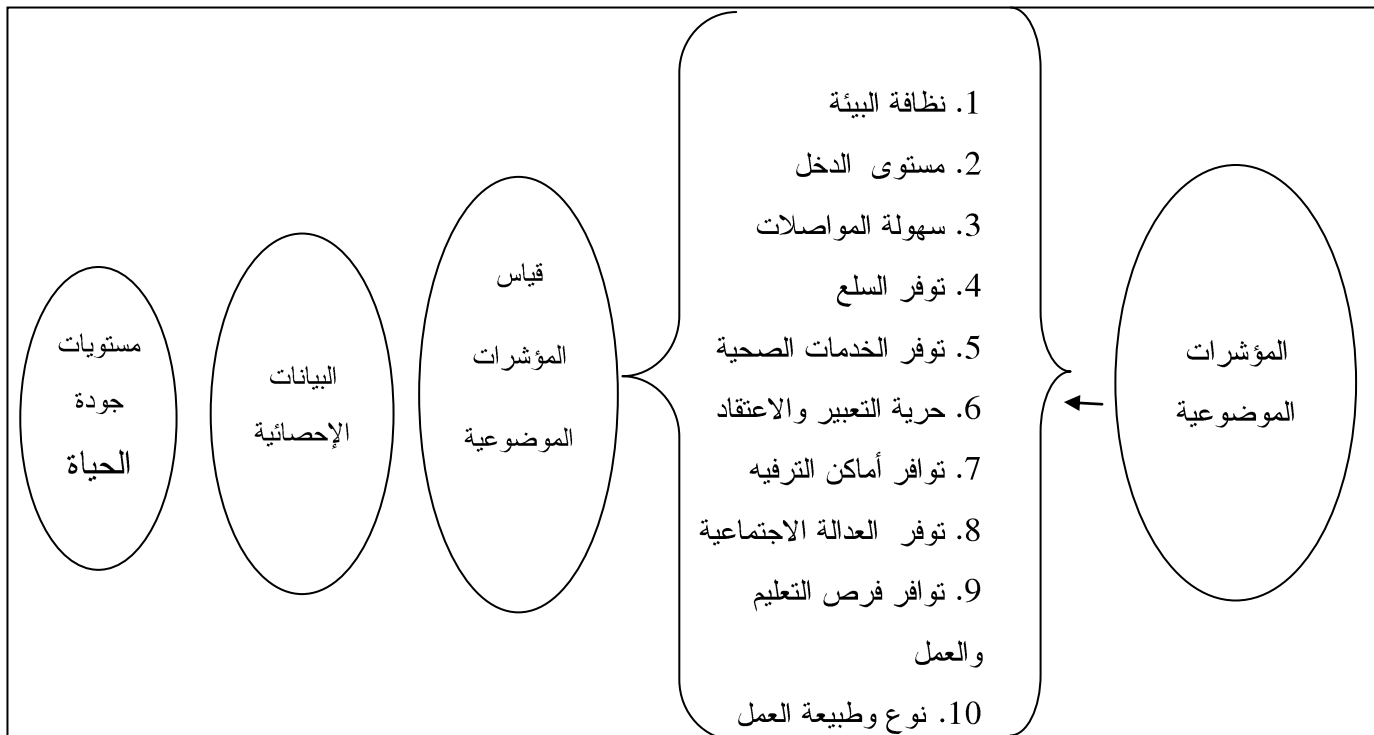 المؤشرات
الموضوعية
1. نظافة البيئة
2. مستوى الدخل
3. سهولة المواصلات
4. توفر السلع
5. توفر الخدمات الصحية
6. حرية التعبير والاعتقاد
7. توافر أماكن الترفيه
8. توفر العدالة الاجتماعية
9. توافر فرص التعليم
والعمل
10. نوع وطبيعة العمل
قياس
المؤشرات
الموضوعية
البيانات
الإحصائية
مستويات
جودة
الحياة